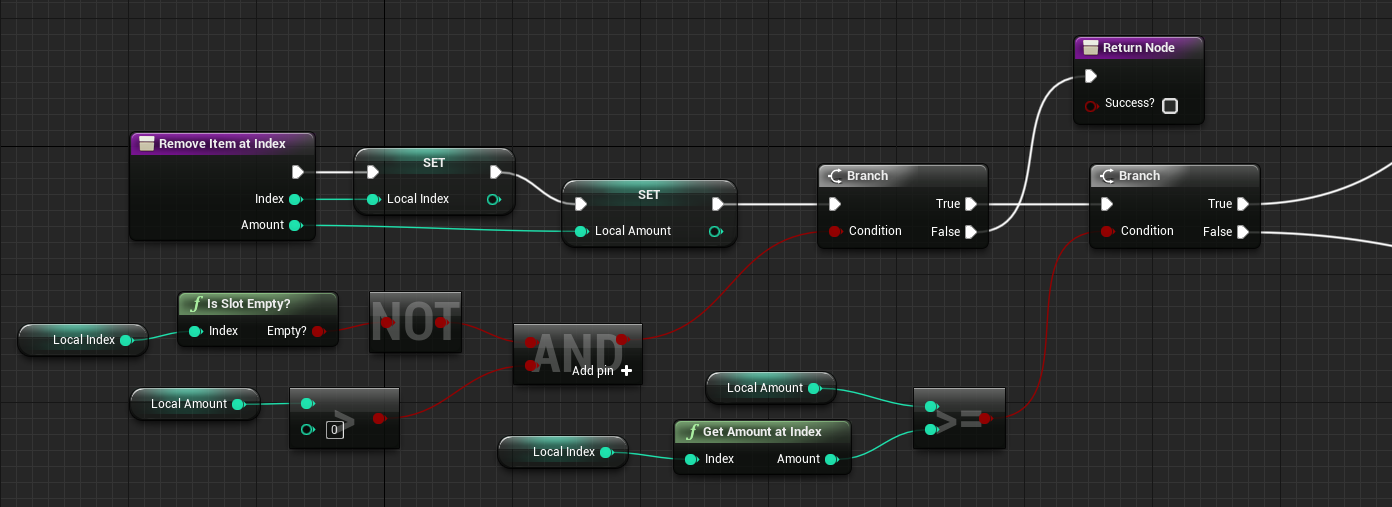 Return Node
Success?
Remove Item at Index
Index
Amount
SET
Local Index
SET
Local Amount
Branch
True
Condition
False
Branch
True
Condition
False
Is Slot Empty?
Index
Empty?
Local Index
NOT
AND
Add pin +
Local Amount
>
0
Local Amount
>=
Get Amount at Index
Index
Amount
Local Index